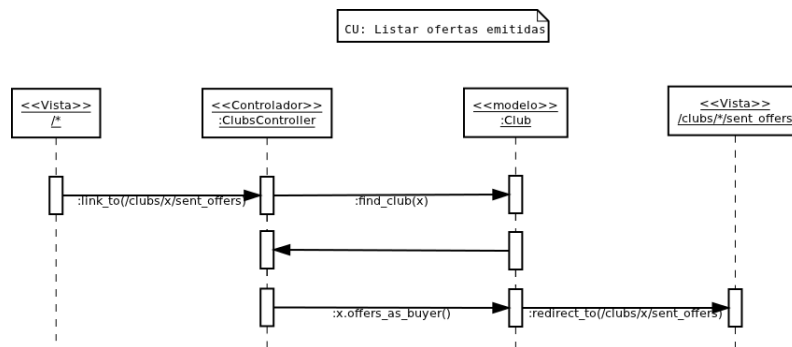 CU: Listar ofertas emitidas
<<Vista>>
/*
<<Controlador>>
:ClubsController
<<modelo>>
:Club
<<Vista>>
/clubs/*/sent_offers
:link_to(/clubs/x/sent_offers)
:find_club(x)
:x.offers_as_buyer()
:redirect_to(/clubs/x/sent_offers)